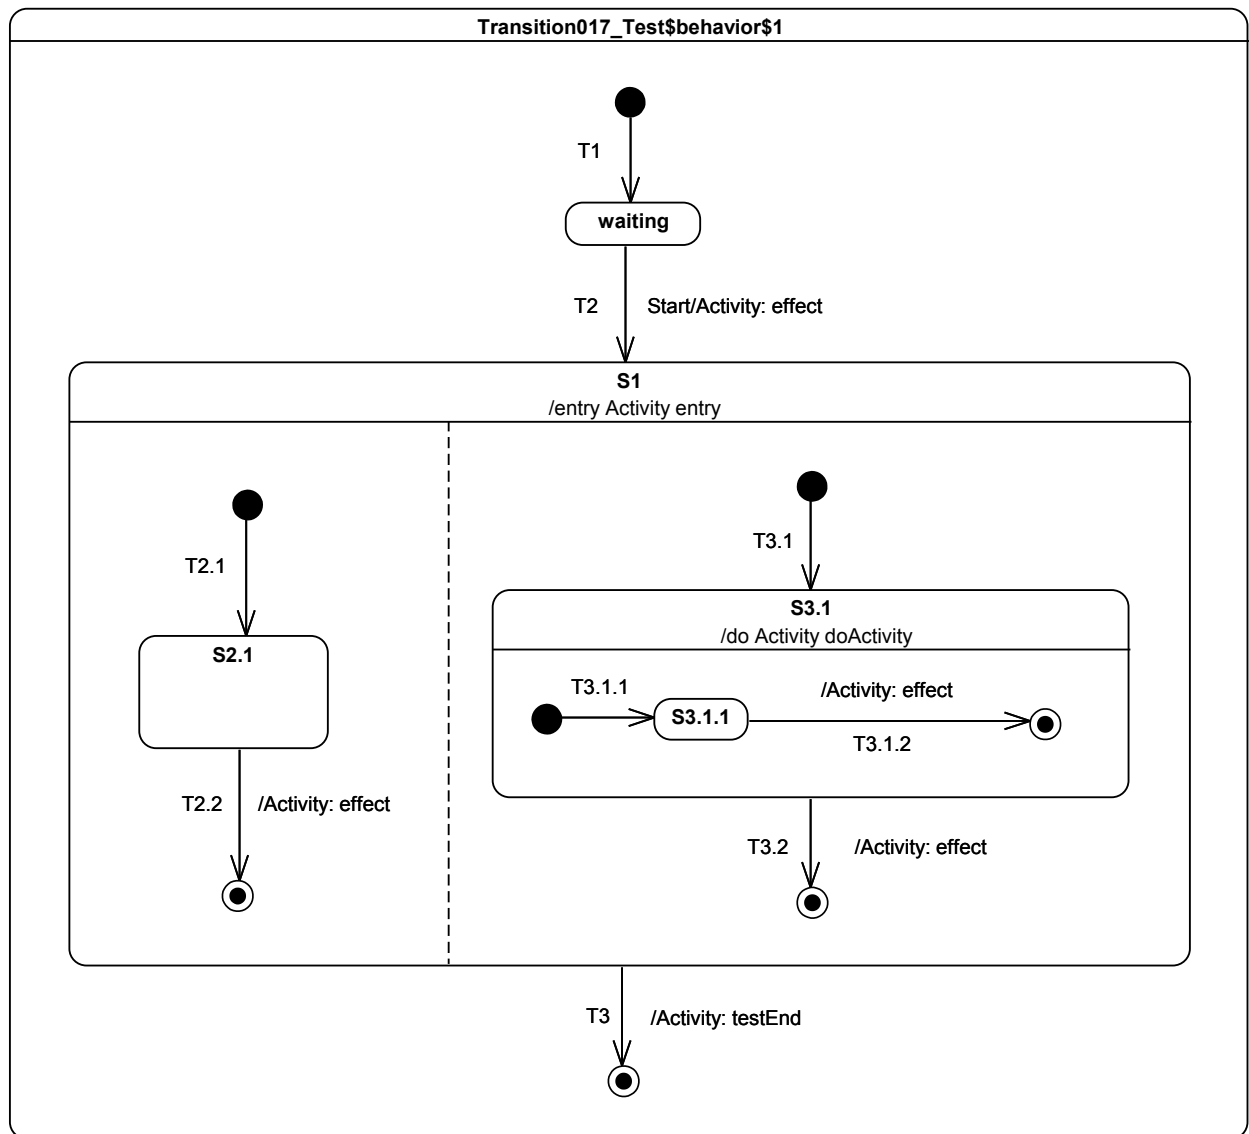 Transition017_Test$behavior$1
T1
waiting
T2
Start/Activity: effect
S1
/entry Activity entry
T2.1
S2.1
T2.2
/Activity: effect
T3.1
S3.1
/do Activity doActivity
T3.1.1
S3.1.1
/Activity: effect
T3.1.2
T3.2
/Activity: effect
T3
/Activity: testEnd